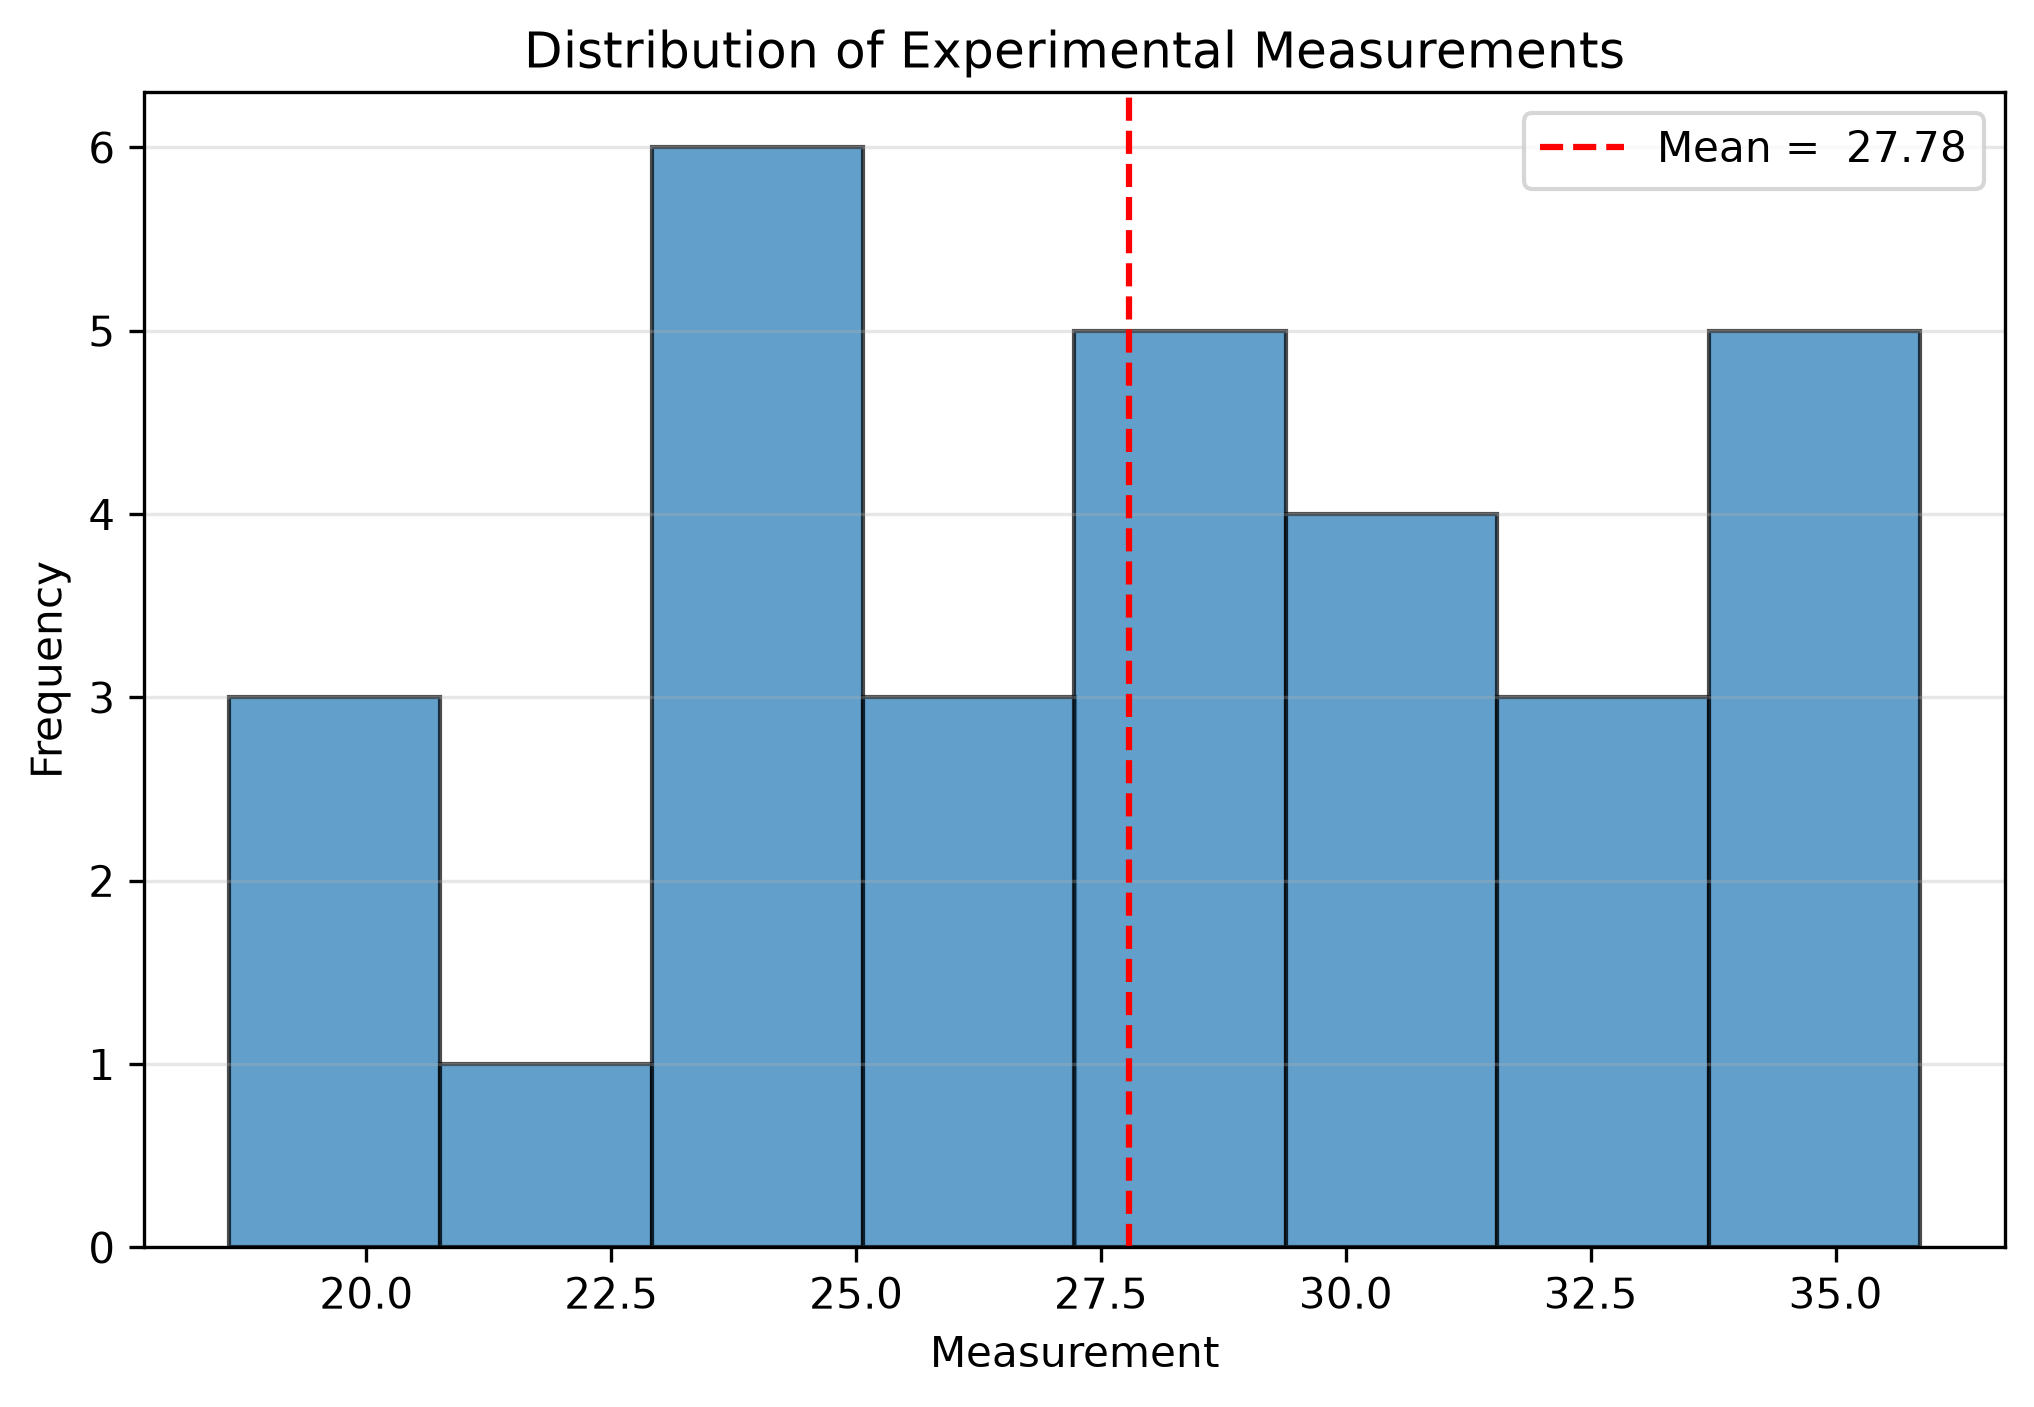 Distribution of Experimental Measurements
Mean =  27.78
6
5
4
3
2
1
0
Frequency
20.0 22.5 25.0 27.5 30.0 32.5 35.0
Measurement